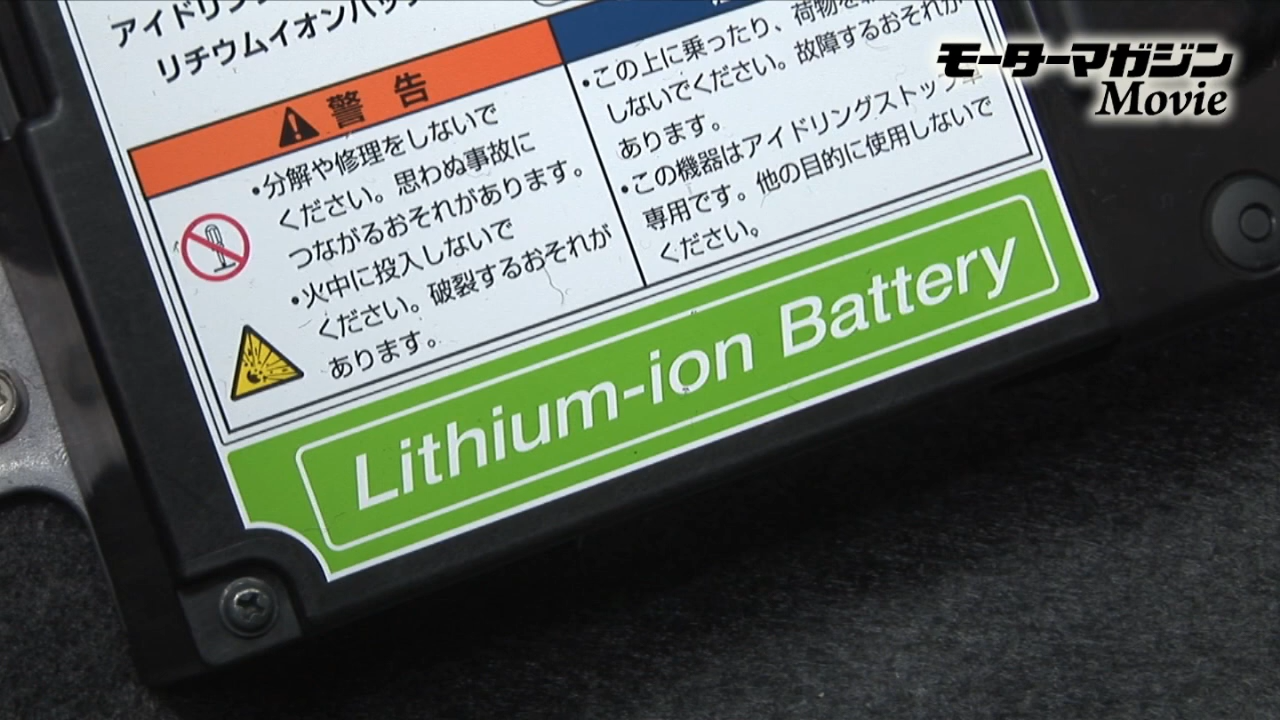 アイドリング
リチウムイオンバッ
警告
・分解や修理をしないで
ください。思わぬ事故に
つながるおそれがあります。
・火中に投入しないで
ください。破裂するおそれが
あります。
・この上に乗ったり、荷物を
しないでください。故障するおそれが
あります。
・この機器はアイドリングストップ車
専用です。他の目的に使用しないで
ください。
Lithium-ion Battery
モーターマガジン
Movie